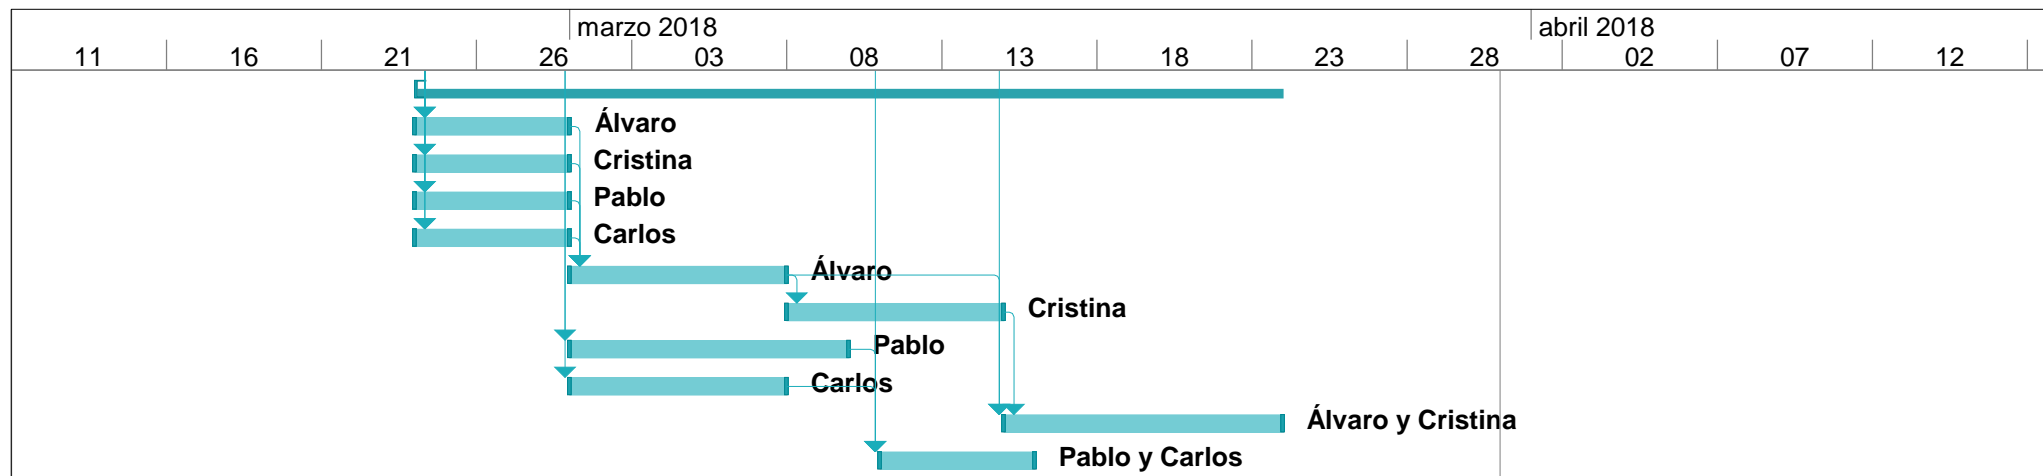 marzo 2018 abril 2018
11 16 21 26 03 08 13 18 23 28 02 07 12
Álvaro
Cristina
Pablo
Carlos
Álvaro
Cristina
Pablo
Carlos
Álvaro y Cristina
Pablo y Carlos